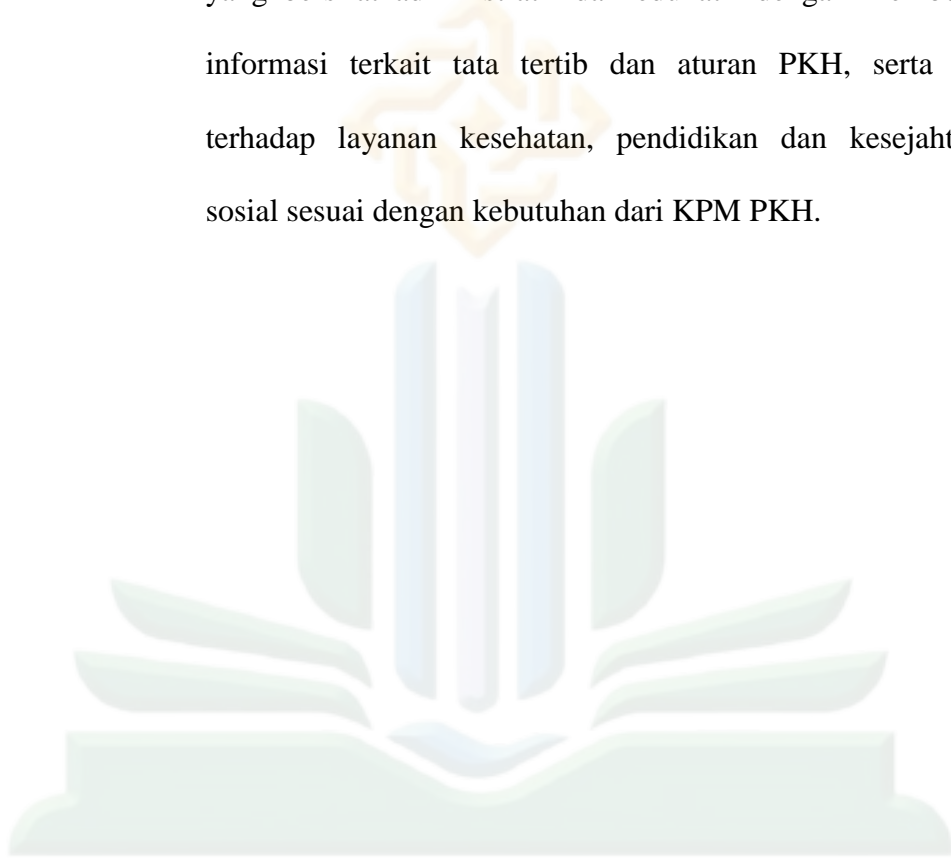 informasi terkait tata tertib dan aturan PKH, serta
terhadap layanan kesehatan, pendidikan dan
sosial sesuai dengan kebutuhan dari KPM PKH.